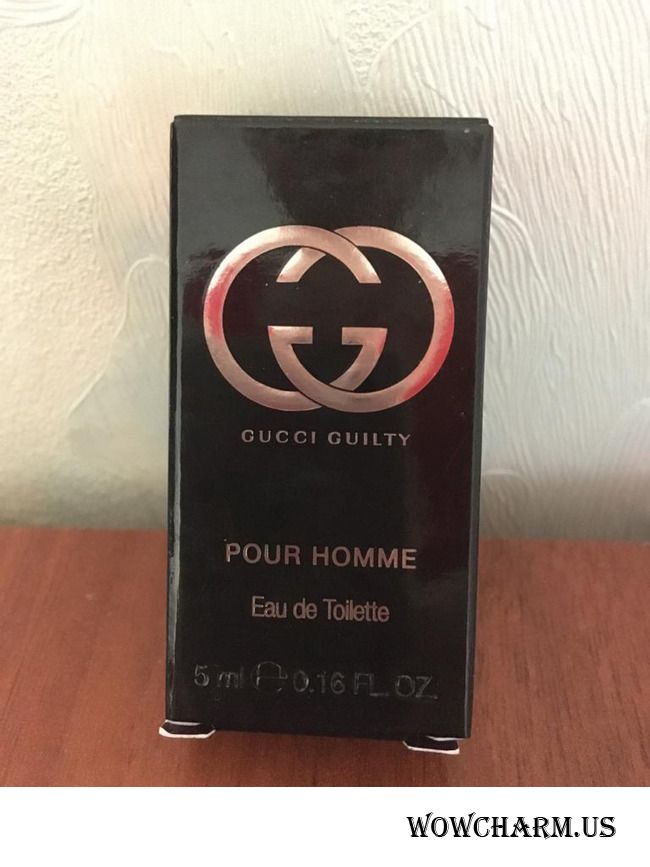 GUCCI GUILTY
POUR HOMME
Eau de Toilette
5 ml ℮ 0.16 FL. OZ.
WOWCHARM.US